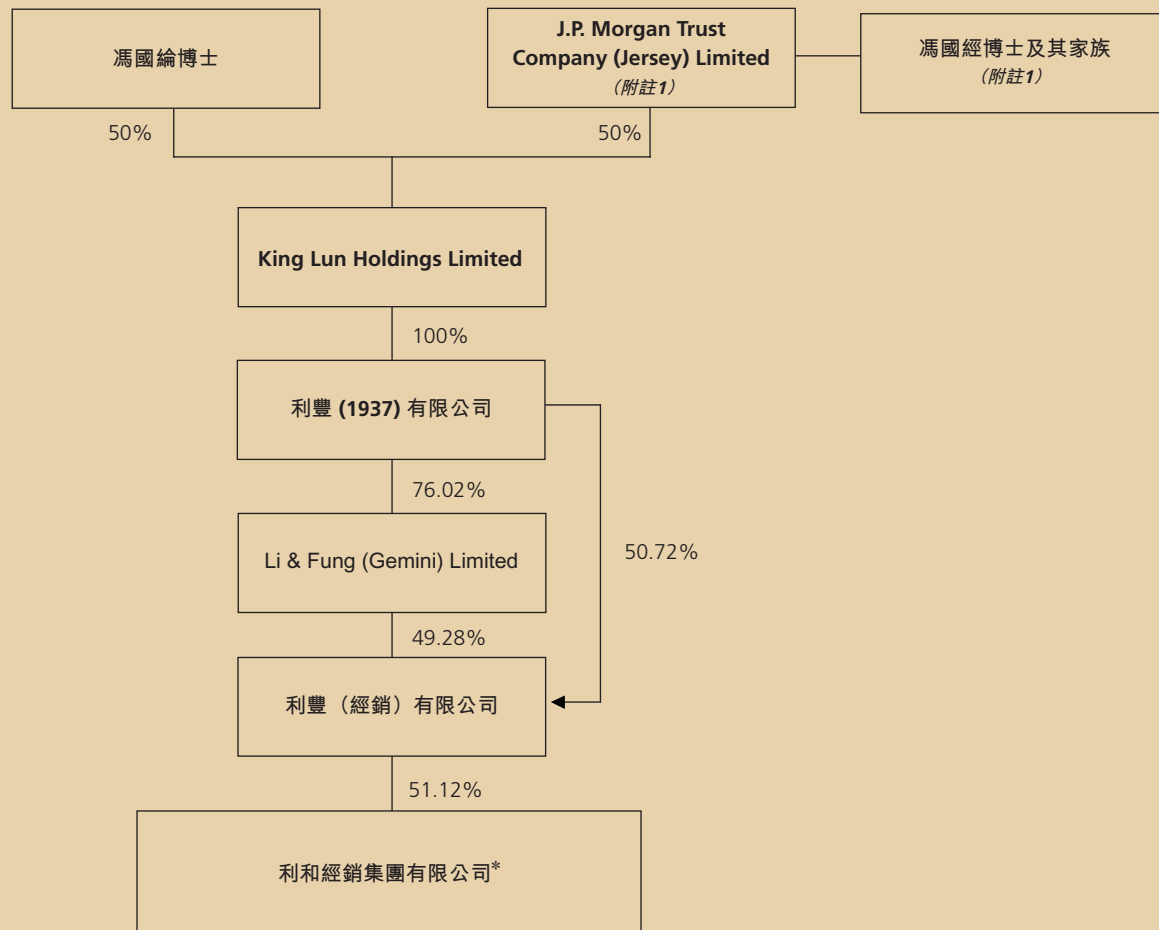 馮國綸博士
J.P. Morgan Trust
Company (Jersey) Limited
（附註1）
馮國經博士及其家族
（附註1）
50%
50%
King Lun Holdings Limited
100%
利豐 (1937) 有限公司
76.02%
Li & Fung (Gemini) Limited
50.72%
49.28%
利豐（經銷）有限公司
51.12%
利和經銷集團有限公司*